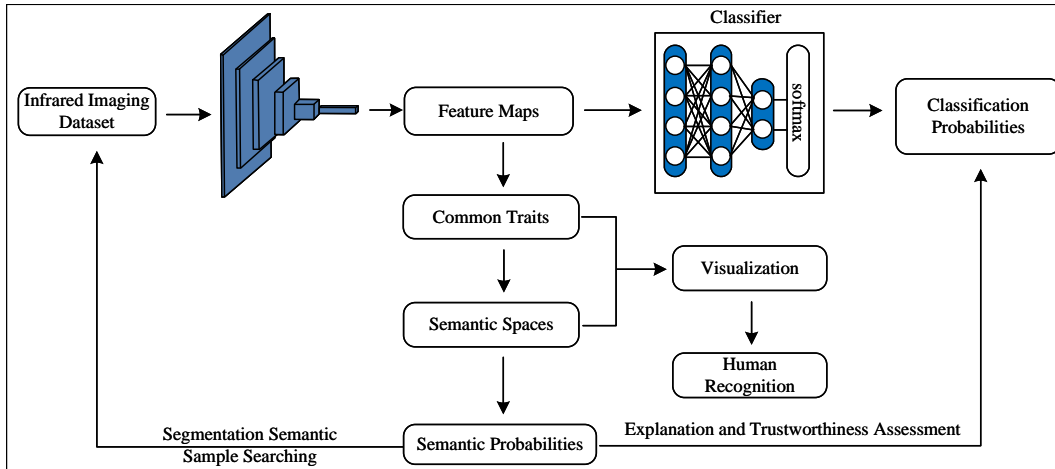 Classifier
Infrared Imaging
Dataset
Feature Maps
softmax
Classification
Probabilities
Common Traits
Visualization
Semantic Spaces
Human
Recognition
Segmentation Semantic
Sample Searching
Semantic Probabilities
Explanation and Trustworthiness Assessment